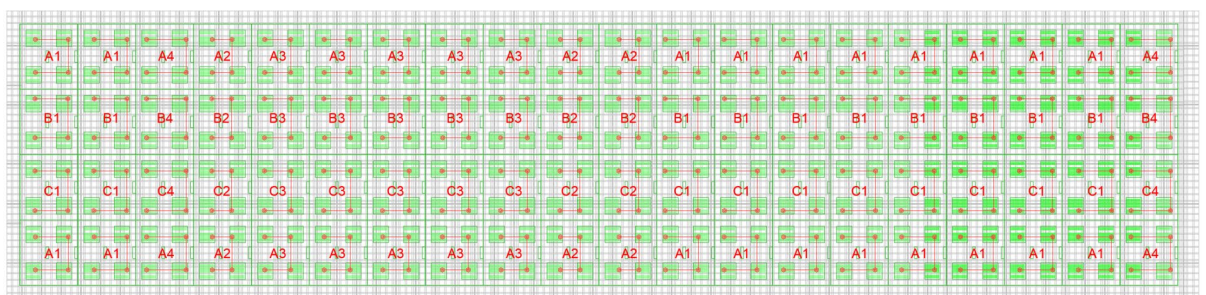 A1 A1 A4 A2 A3 A3 A3 A3 A3 A2 A2 A1 A1 A1 A1 A1 A1 A1 A1 A4
B1 B1 B4 B2 B3 B3 B3 B3 B3 B2 B2 B1 B1 B1 B1 B1 B1 B1 B1 B4
C1 C1 C4 C2 C3 C3 C3 C3 C3 C2 C2 C1 C1 C1 C1 C1 C1 C1 C1 C4
A1 A1 A4 A2 A3 A3 A3 A3 A3 A2 A2 A1 A1 A1 A1 A1 A1 A1 A1 A4